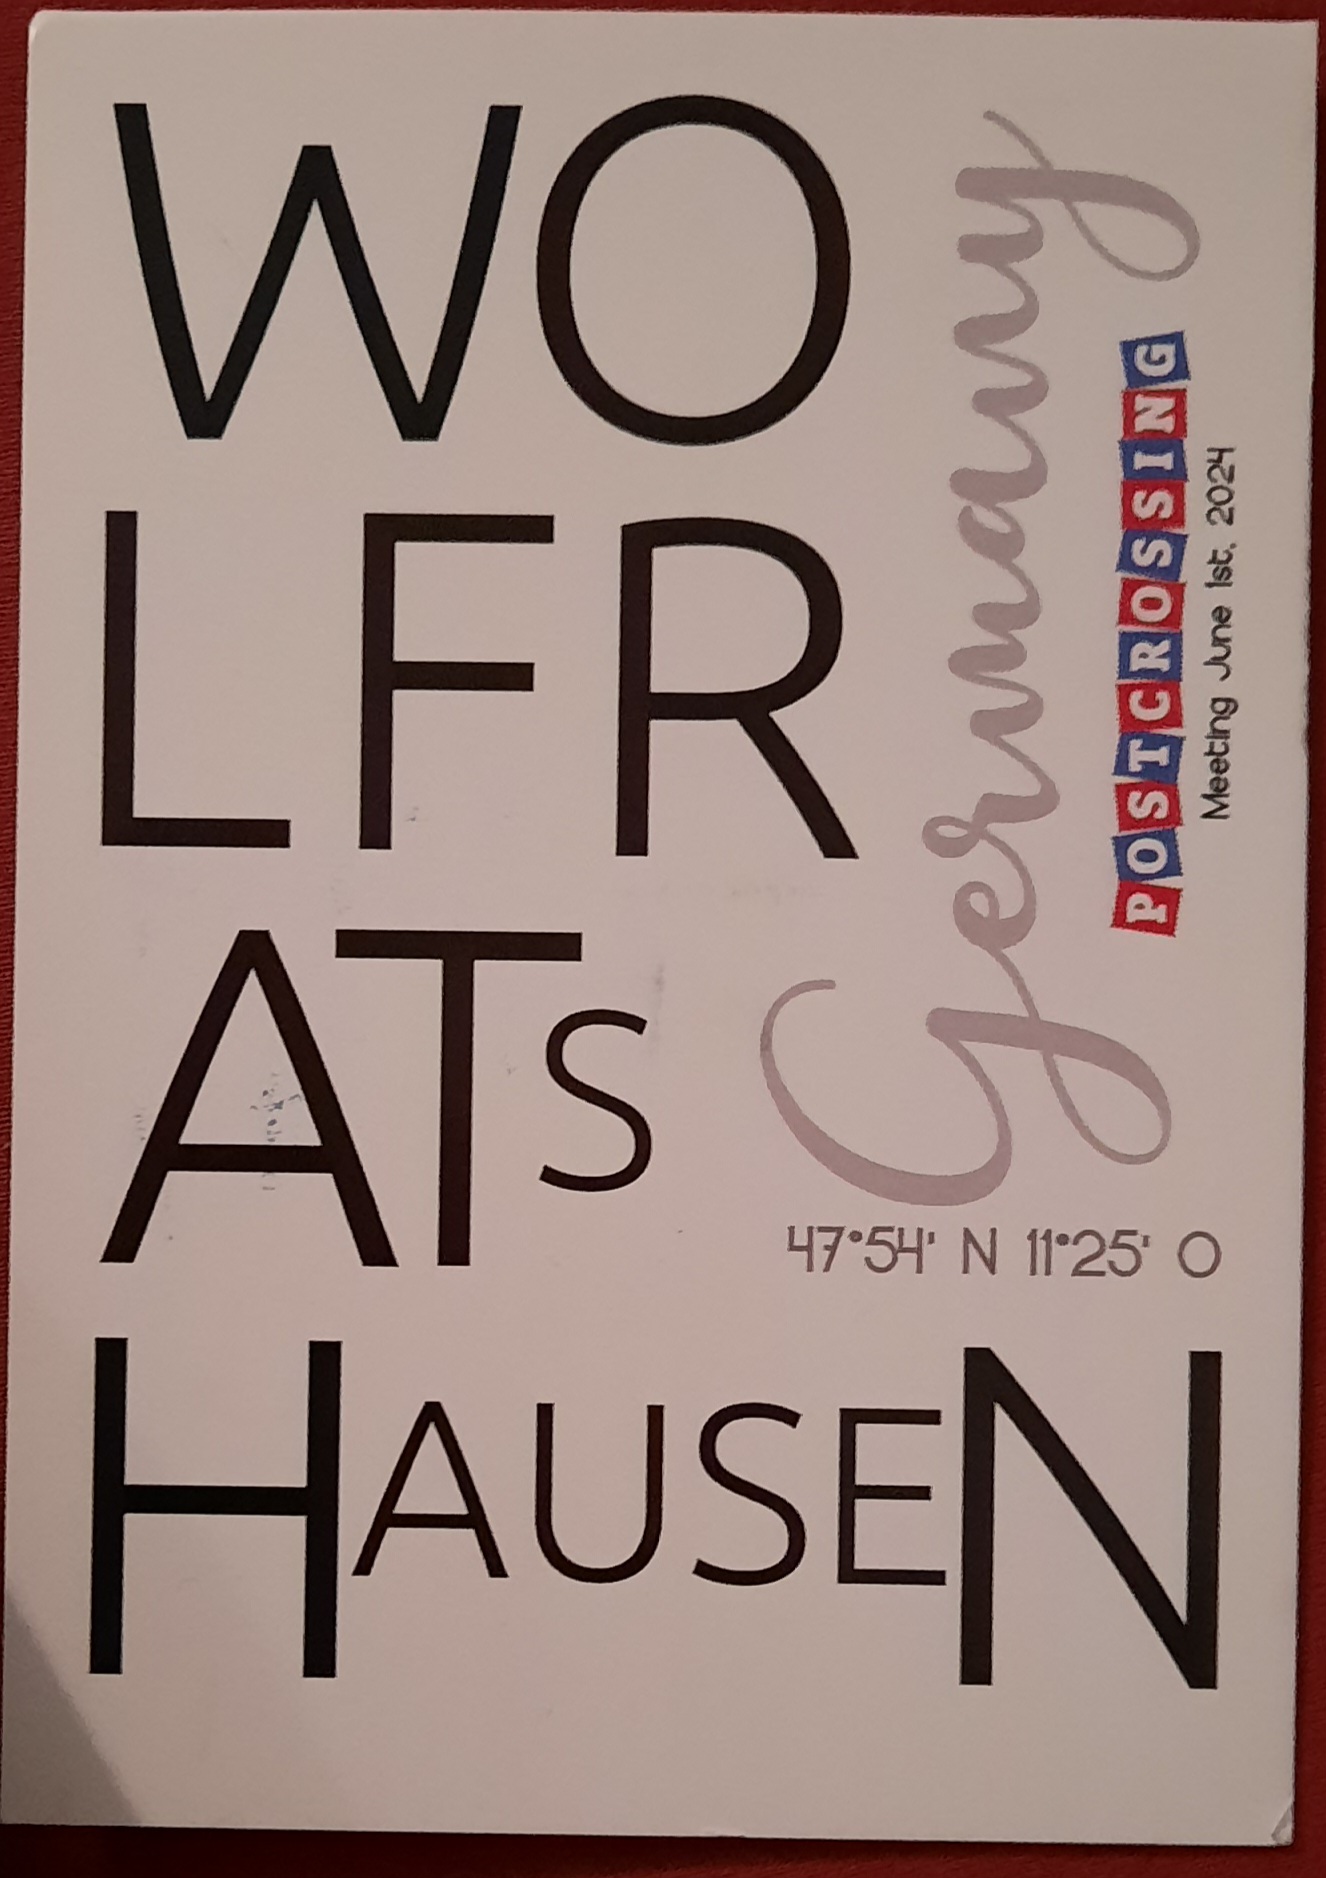 WO
LFR
ATS
HAUSEN
Germany
POSTCROSSING
Meeting June 1st, 2024
47°54' N 11°25' O